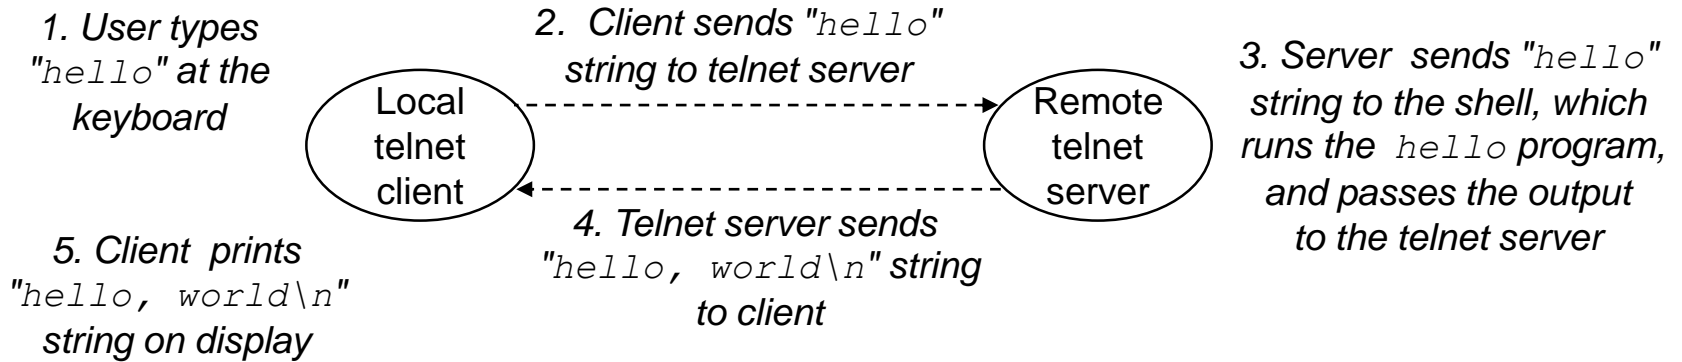 1. User types
"hello" at the
keyboard
2. Client sends "hello"
string to telnet server
Local
telnet
client
Remote
telnet
server
3. Server sends "hello"
string to the shell, which
runs the hello program,
and passes the output
to the telnet server
4. Telnet server sends
"hello, world\n" string
to client
5. Client prints
"hello, world\n"
string on display